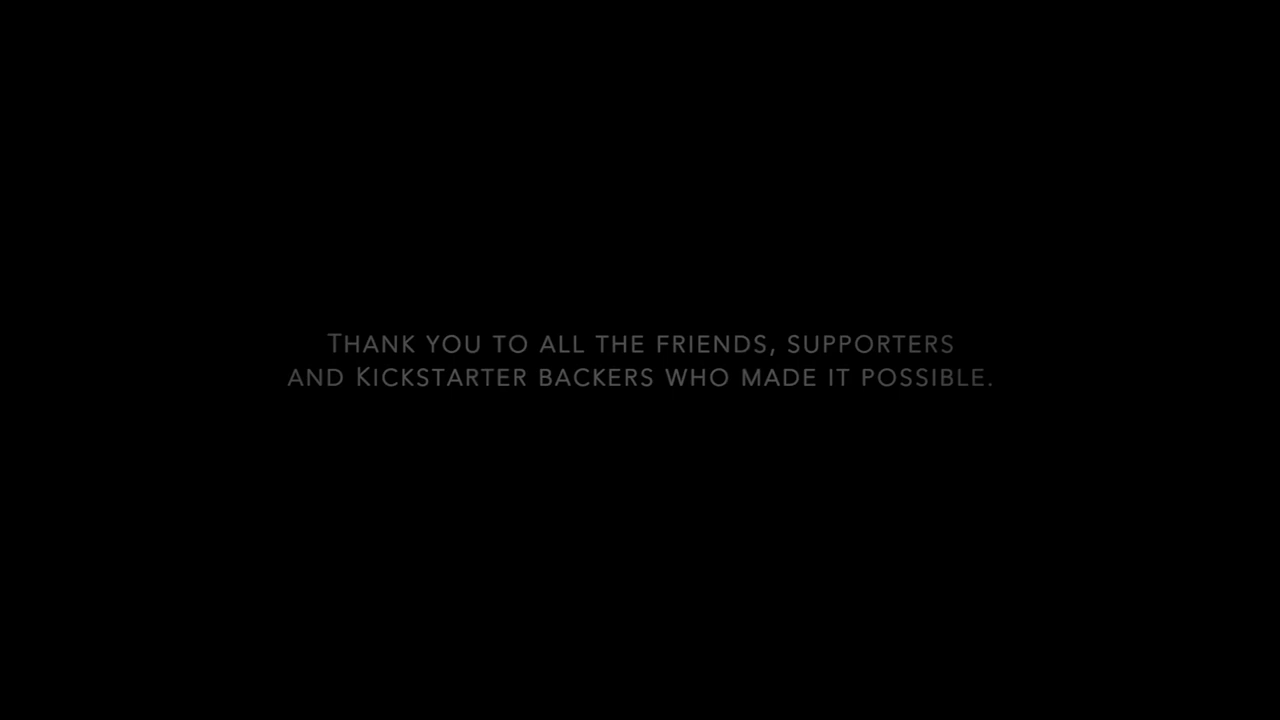 Thank you to all the friends, supporters
and Kickstarter backers who made it possible.